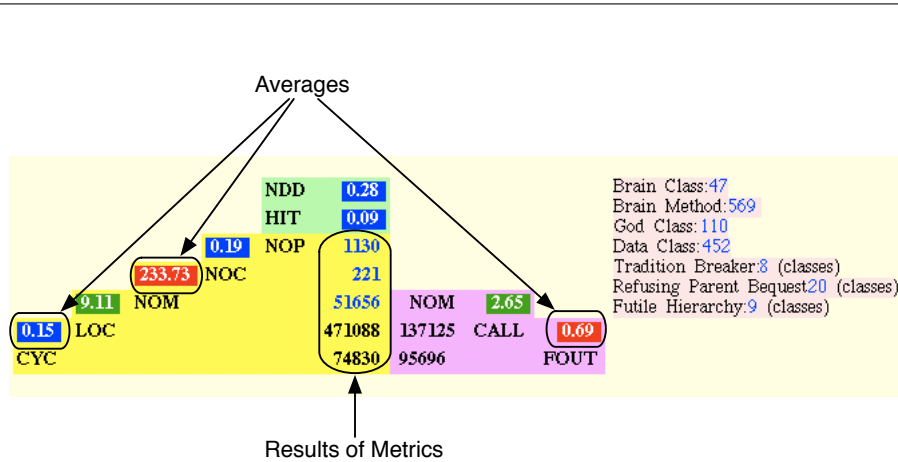 Averages
NDD 0.28
HIT 0.09
0.19 NOP 1130
233.73 NOC 221
9.11 NOM 51656 NOM 2.65
0.15 LOC 471088 137125 CALL 0.69
CYC 74830 95696 FOUT
Brain Class:47
Brain Method:569
God Class:110
Data Class:452
Tradition Breaker:8 (classes)
Refusing Parent Bequest20 (classes)
Futile Hierarchy:9 (classes)
Results of Metrics